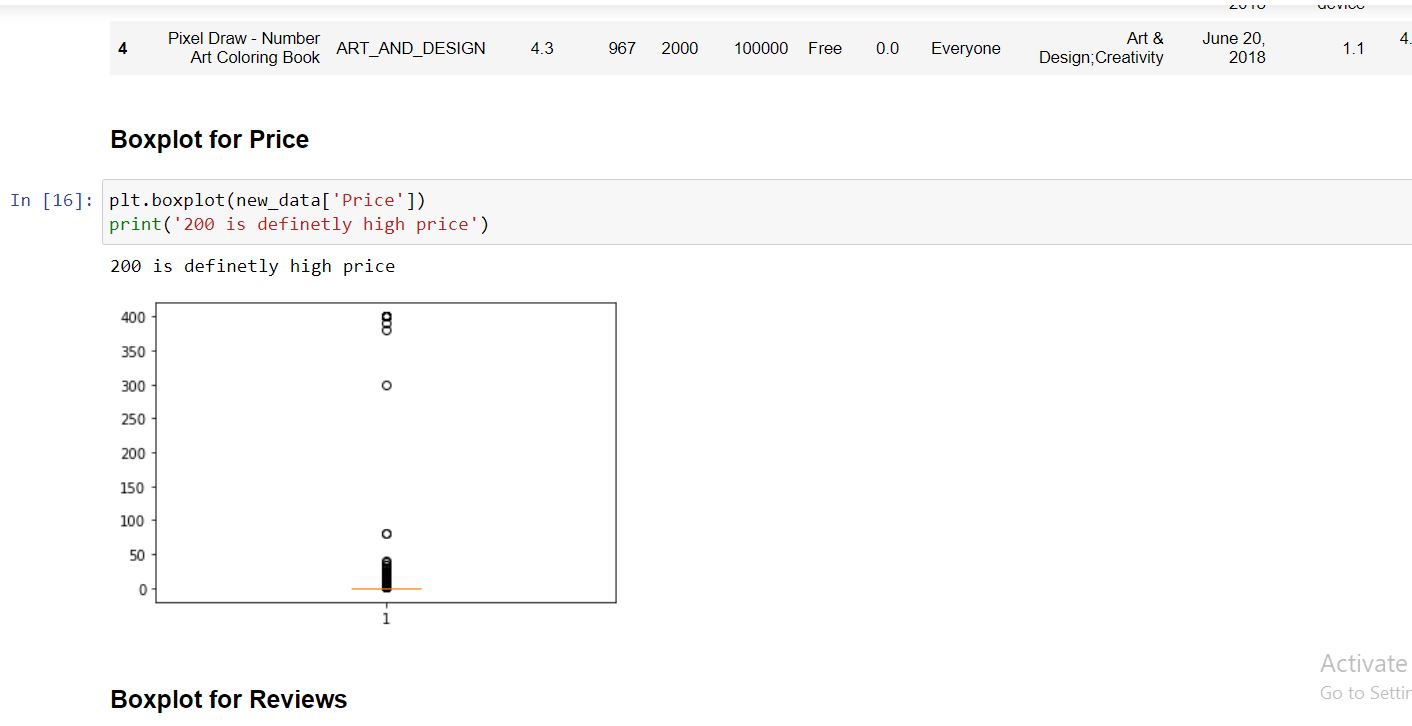 4 Pixel Draw - Number Art Coloring Book ART_AND_DESIGN 4.3 967 2000 100000 Free 0.0 Everyone Art & Design;Creativity June 20, 2018 1.1 4.
Boxplot for Price
In [16]: plt.boxplot(new_data['Price'])
print('200 is definetly high price')
200 is definetly high price
400
350
300
250
200
150
100
50
0
1
Activate
Go to Settin
Boxplot for Reviews